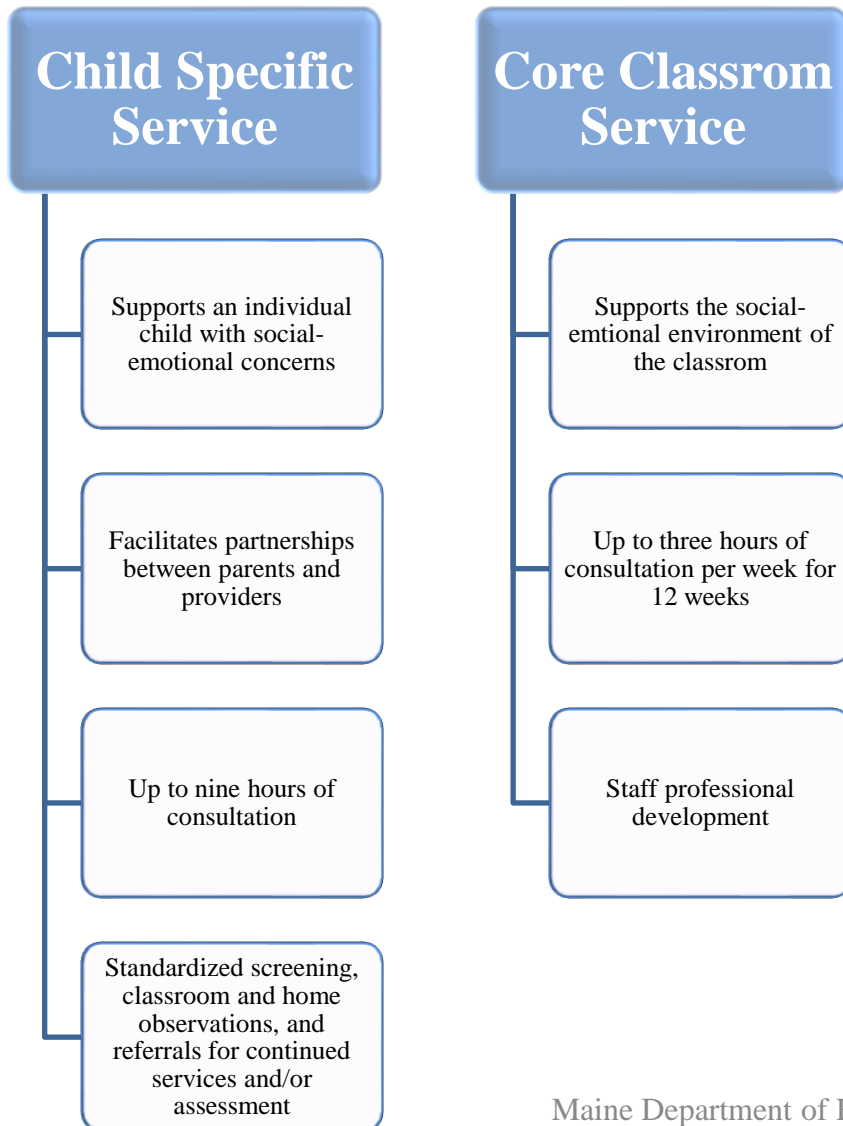 Child Specific
Service
Supports an individual
child with social-
emotional concerns
Facilitates partnerships
between parents and
providers
Up to nine hours of
consultation
Standardized screening,
classroom and home
observations, and
referrals for continued
services and/or
assessment
Core Classrom
Service
Supports the social-
emtional environment of
the classrom
Up to three hours of
consultation per week for
12 weeks
Staff professional
development
Maine Department of